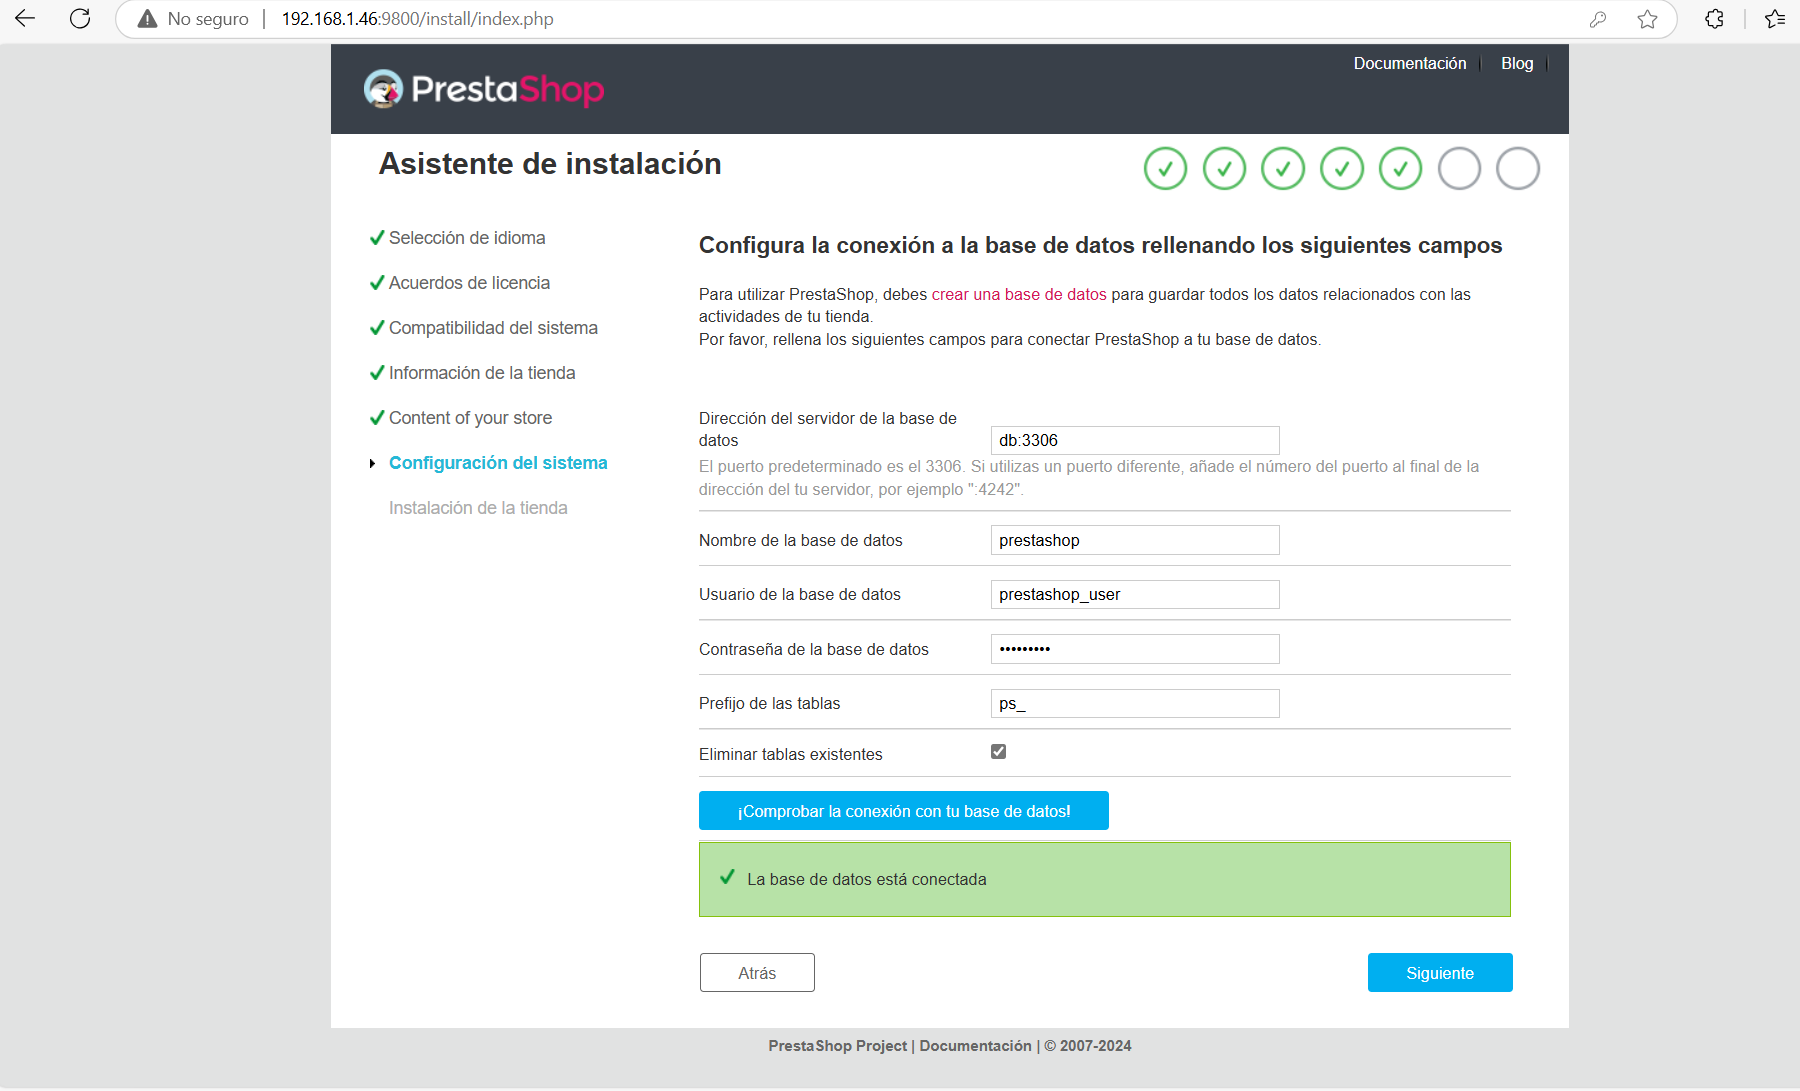 No seguro
192.168.1.46:9800/install/index.php
Documentación
Blog
PrestaShop
Asistente de instalación
Selección de idioma
Acuerdos de licencia
Compatibilidad del sistema
Información de la tienda
Content of your store
Configuración del sistema
Instalación de la tienda
Configura la conexión a la base de datos rellenando los siguientes campos
Para utilizar PrestaShop, debes crear una base de datos para guardar todos los datos relacionados con las
actividades de tu tienda.
Por favor, rellena los siguientes campos para conectar PrestaShop a tu base de datos.
Dirección del servidor de la base de
datos
db:3306
El puerto predeterminado es el 3306. Si utilizas un puerto diferente, añade el número del puerto al final de la
dirección del tu servidor, por ejemplo ":4242".
Nombre de la base de datos
prestashop
Usuario de la base de datos
prestashop_user
Contraseña de la base de datos
•••••••••
Prefijo de las tablas
ps_
Eliminar tablas existentes
¡Comprobar la conexión con tu base de datos!
La base de datos está conectada
Atrás
Siguiente
PrestaShop Project | Documentación | © 2007-2024